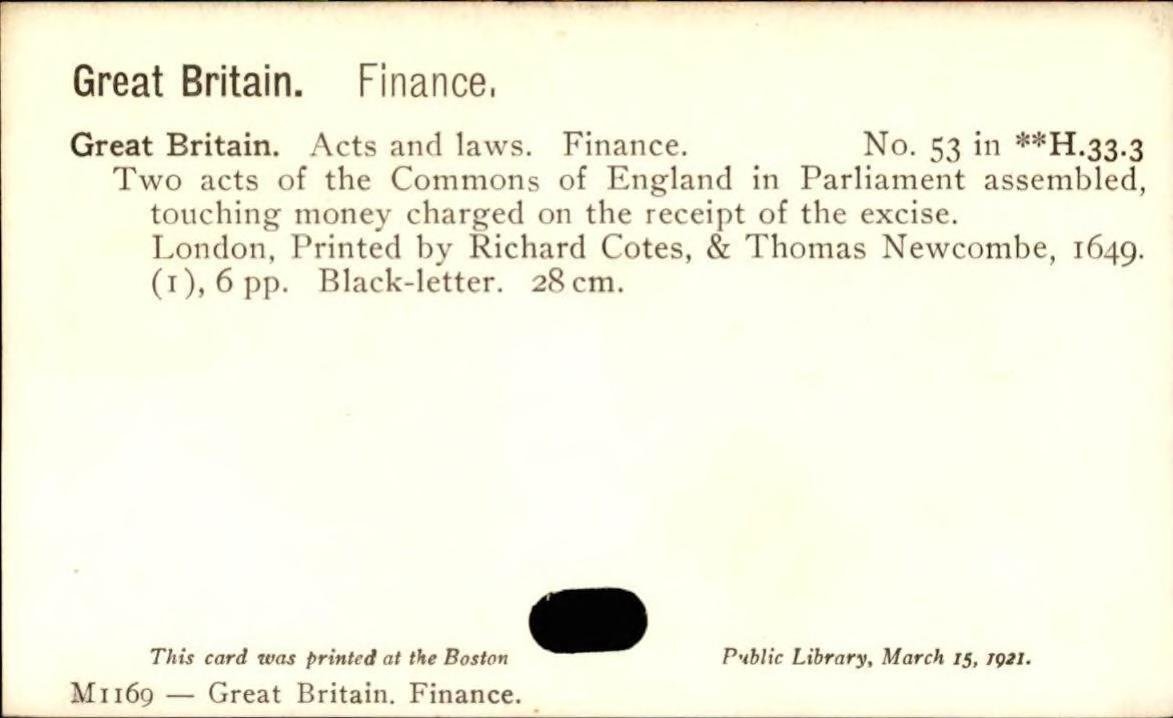 Great Britain. Finance.
Great Britain. Acts and laws. Finance. No. 53 in **H.33.3
Two acts of the Commons of England in Parliament assembled,
touching money charged on the receipt of the excise.
London, Printed by Richard Cotes, & Thomas Newcombe, 1649.
(1), 6 pp. Black-letter. 28 cm.
This card was printed at the Boston Public Library, March 15, 1921.
M1169 — Great Britain. Finance.